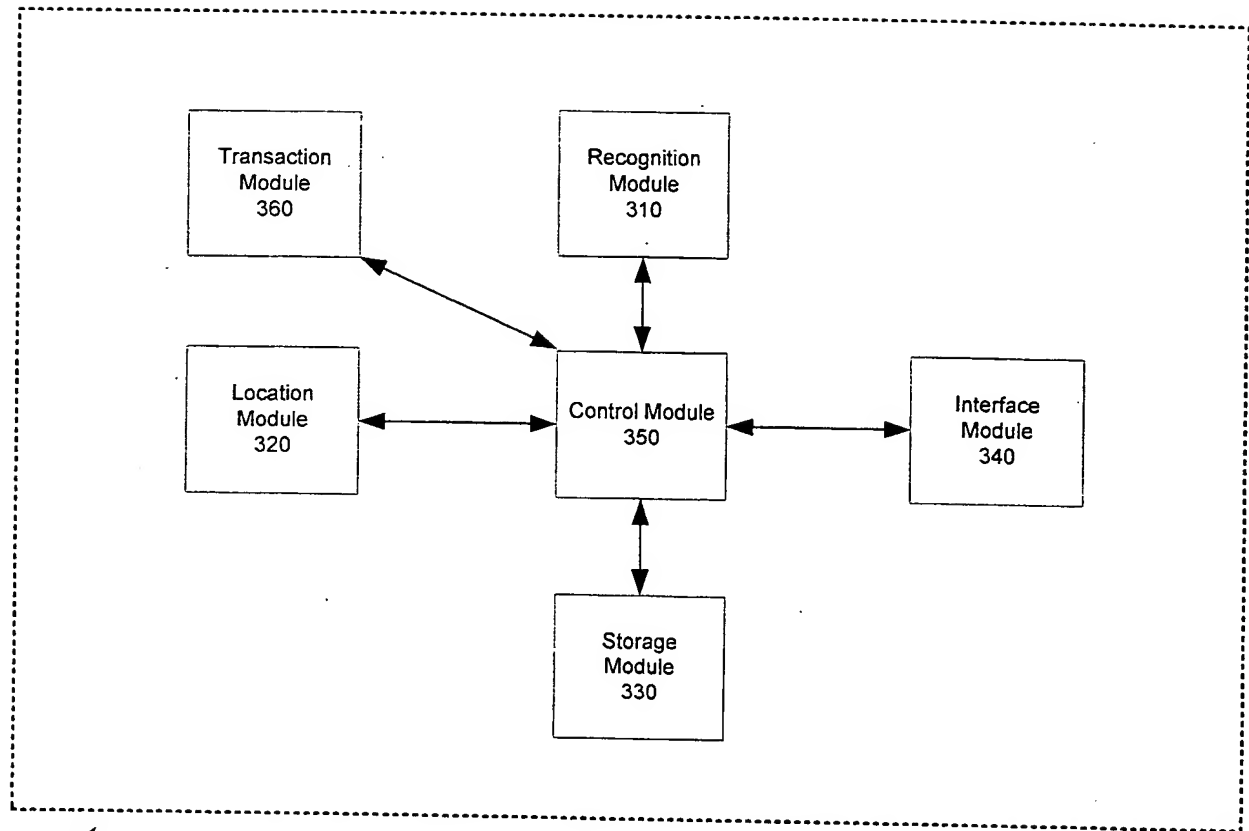 Transaction
Module
360
Recognition
Module
310
Location
Module
320
Control Module
350
Interface
Module
340
Storage
Module
330